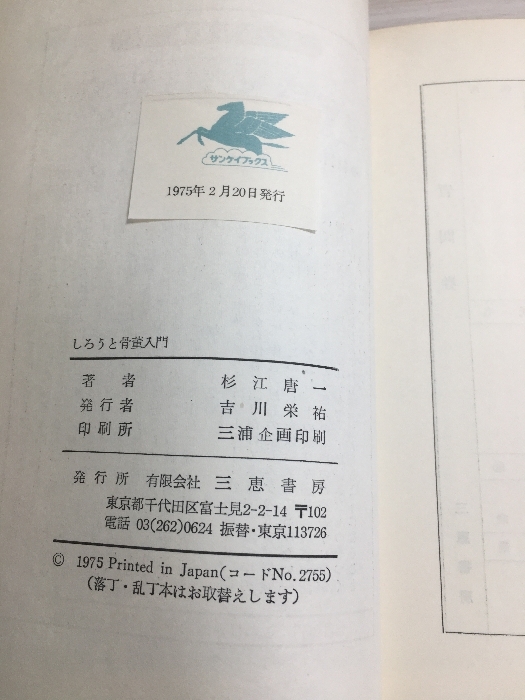 サンケイブックス
1975年2月20日発行
しろうと骨董入門
著者 杉江唐一
発行者 吉川栄祐
印刷所 三浦企画印刷
発行所 有限会社 三恵書房
東京都千代田区富士見2-2-14 〒102
電話 03(262)0624 振替・東京113726
© 1975 Printed in Japan(コードNo.2755)
(落丁・乱丁本はお取替えします)